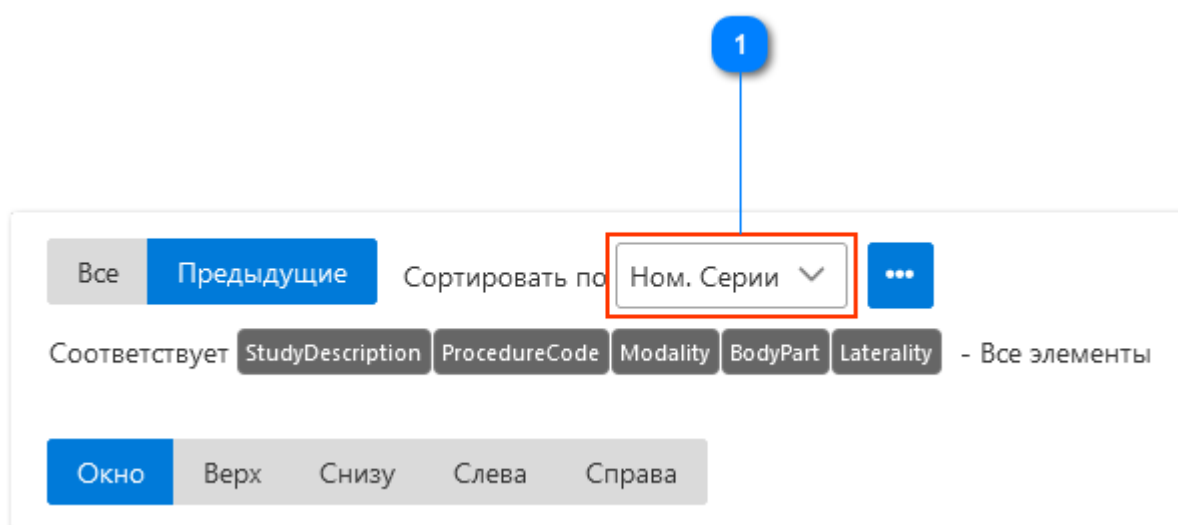 1
Все Предыдущие Сортировать по Ном. Серии •••
Соответствует StudyDescription ProcedureCode Modality BodyPart Laterality - Все элементы
Окно Верх Снизу Слева Справа